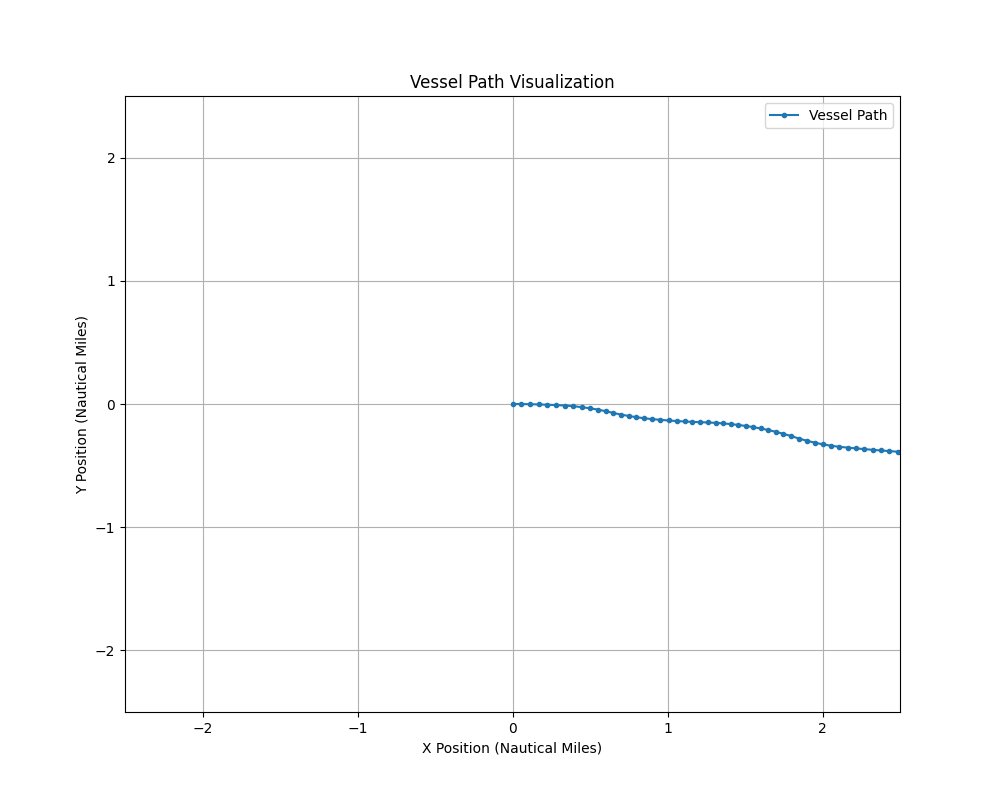 Vessel Path Visualization
Vessel Path
Y Position (Nautical Miles)
2
1
0
−1
−2
−2
−1
0
1
2
X Position (Nautical Miles)